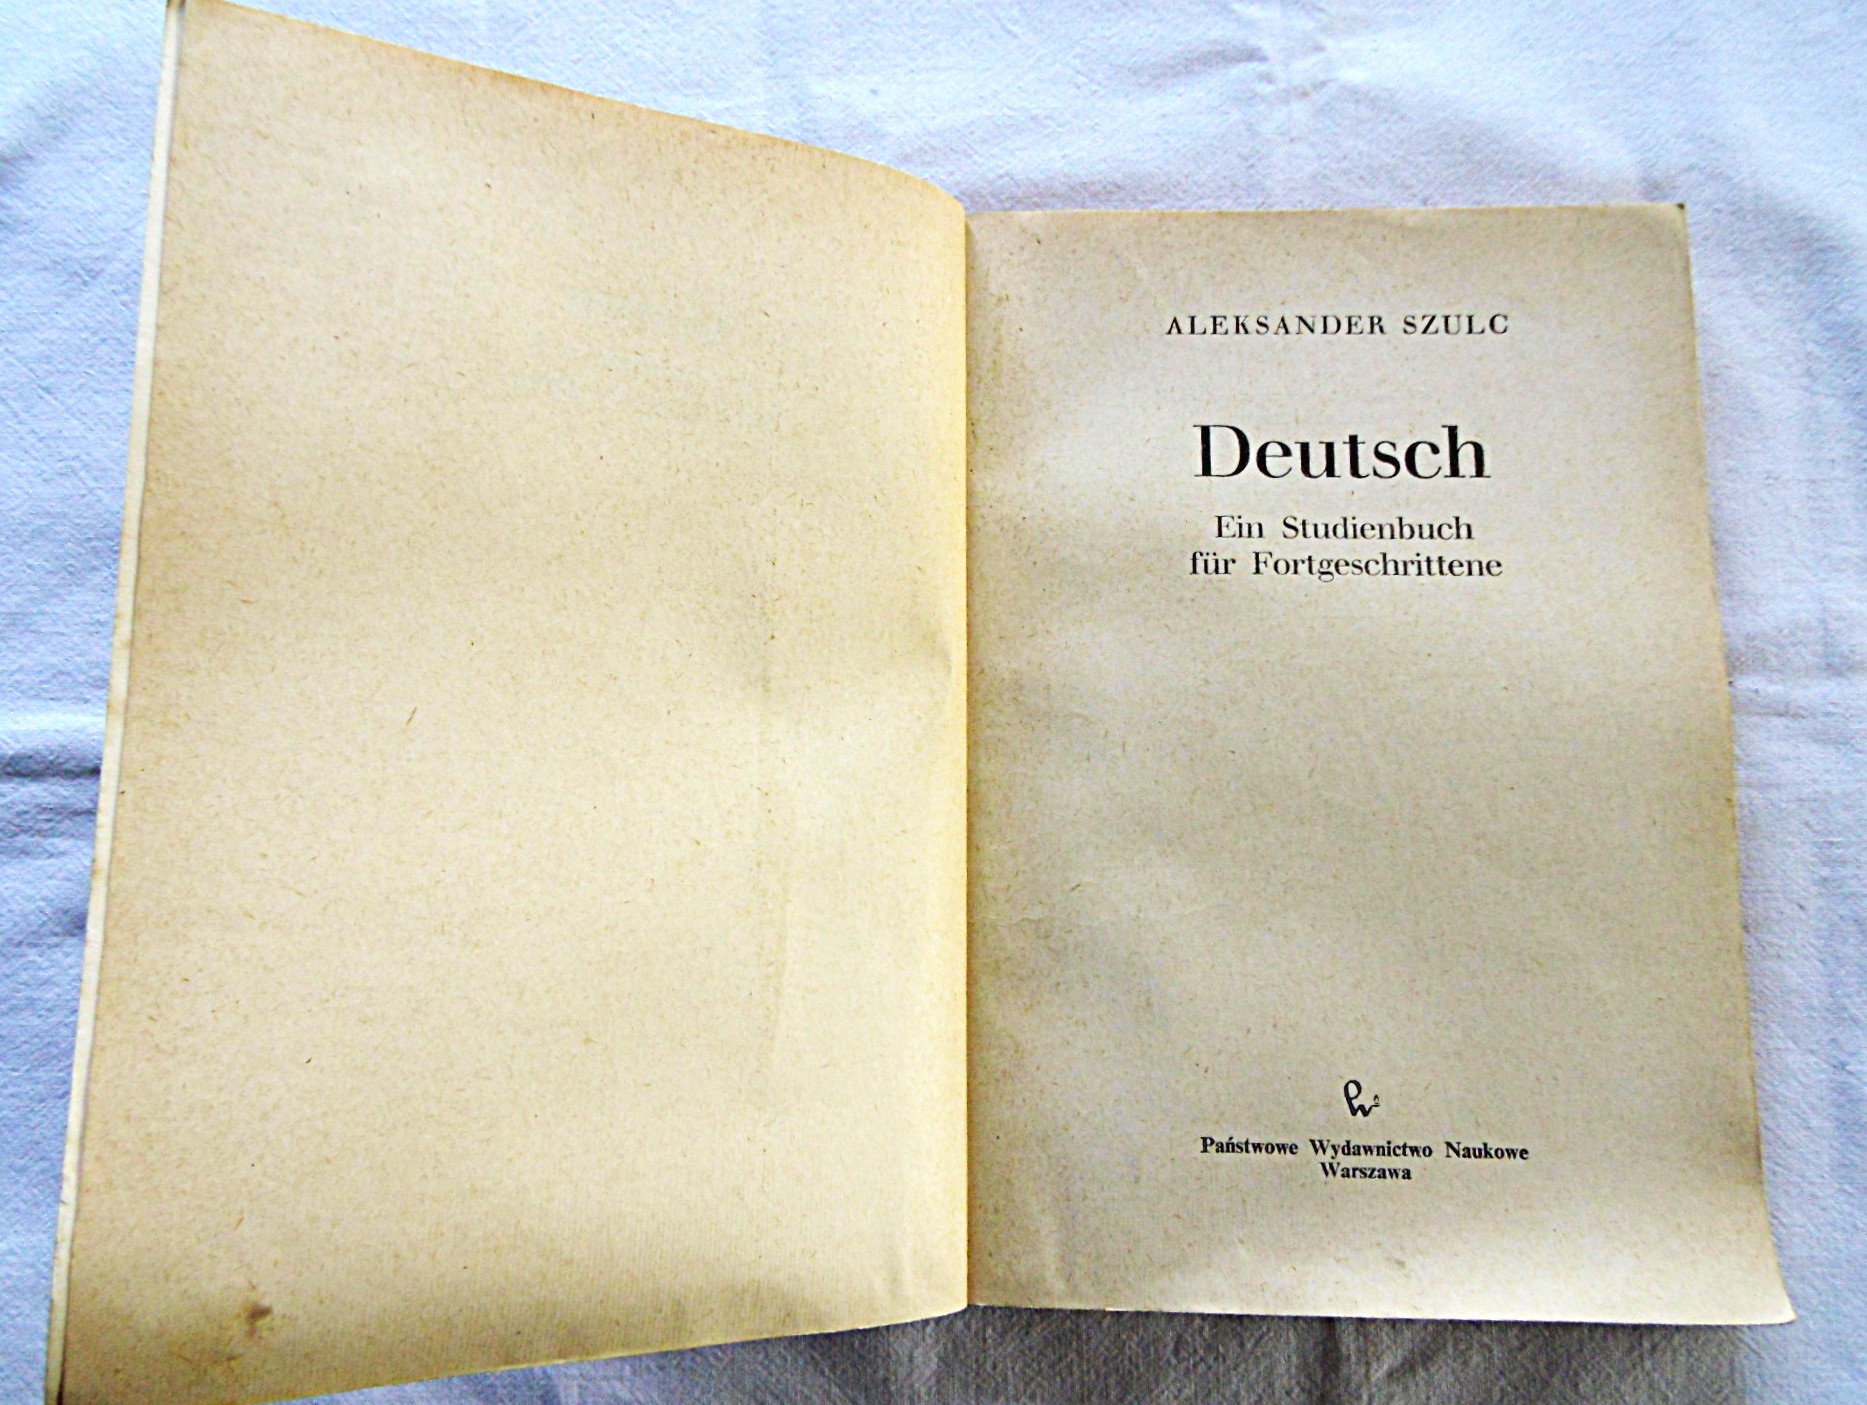 ALEKSANDER SZULC
Deutsch
Ein Studienbuch
für Fortgeschrittene
Państwowe Wydawnictwo Naukowe
Warszawa